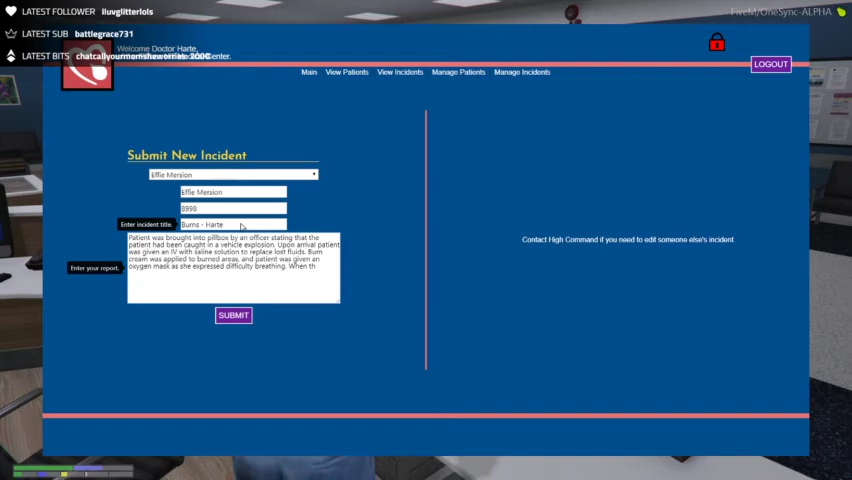 LATEST FOLLOWER iluvglitterlols
FiveM/OneSync-ALPHA
LATEST SUB battlegrace731
LATEST BITS
Welcome Doctor Harte,
LOGOUT
Main View Patients View Incidents Manage Patients Manage Incidents
Submit New Incident
Effie Mersion
Effie Mersion
8998
Enter incident title. Burns - Harte
Patient was brought into pillbox by an officer stating that the
patient had been caught in a vehicle explosion. Upon arrival patient
was given an IV with saline solution to replace lost fluids. Burn
cream was applied to burned areas, and patient was given an
oxygen mask as she expressed difficulty breathing. When th
Enter your report.
Contact High Command if you need to edit someone else's incident.
SUBMIT